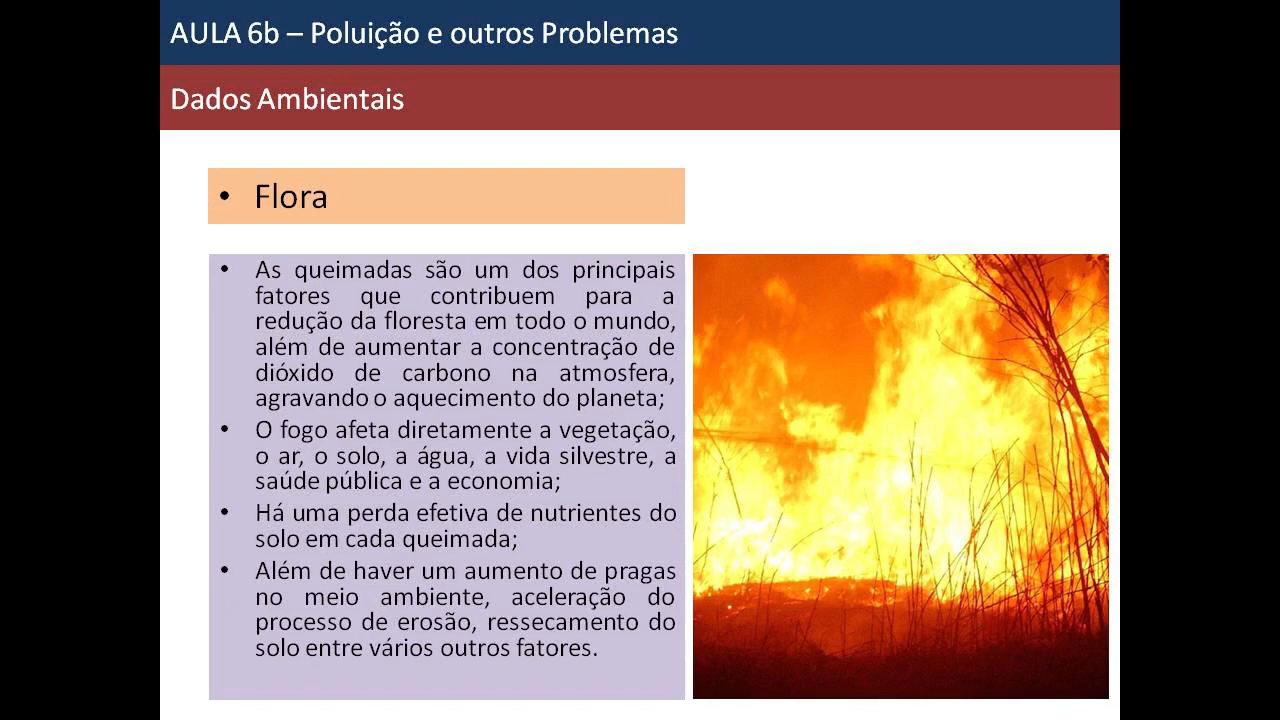 AULA 6b – Poluição e outros Problemas
Dados Ambientais
• Flora
• As queimadas são um dos principais
fatores que contribuem para a
redução da floresta em todo o mundo,
além de aumentar a concentração de
dióxido de carbono na atmosfera,
agravando o aquecimento do planeta;
• O fogo afeta diretamente a vegetação,
o ar, o solo, a água, a vida silvestre, a
saúde pública e a economia;
• Há uma perda efetiva de nutrientes do
solo em cada queimada;
• Além de haver um aumento de pragas
no meio ambiente, aceleração do
processo de erosão, ressecamento do
solo entre vários outros fatores.